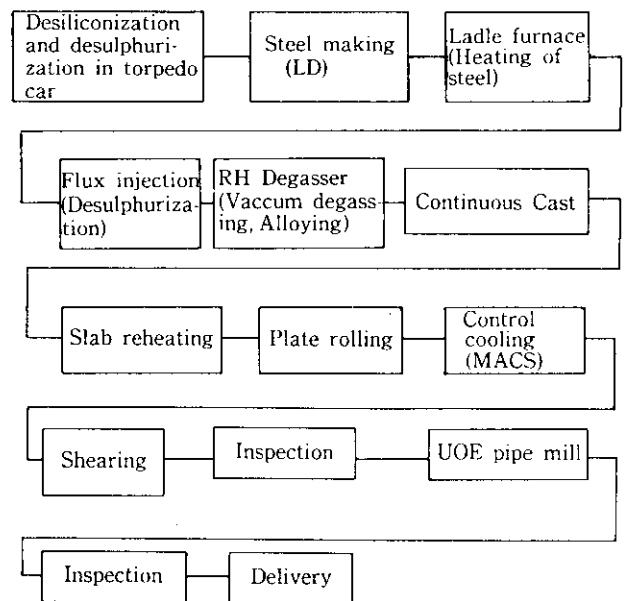 Desiliconization
and desulphuri-
zation in torpedo
car
Steel making
(LD)
Ladle furnace
(Heating of
steel)
Flux injection
(Desulphuriza-
tion)
RH Degasser
(Vaccum degass-
ing, Alloying)
Continuous Cast
Slab reheating
Plate rolling
Control
cooling
(MACS)
Shearing
Inspection
UOE pipe mill
Inspection
Delivery